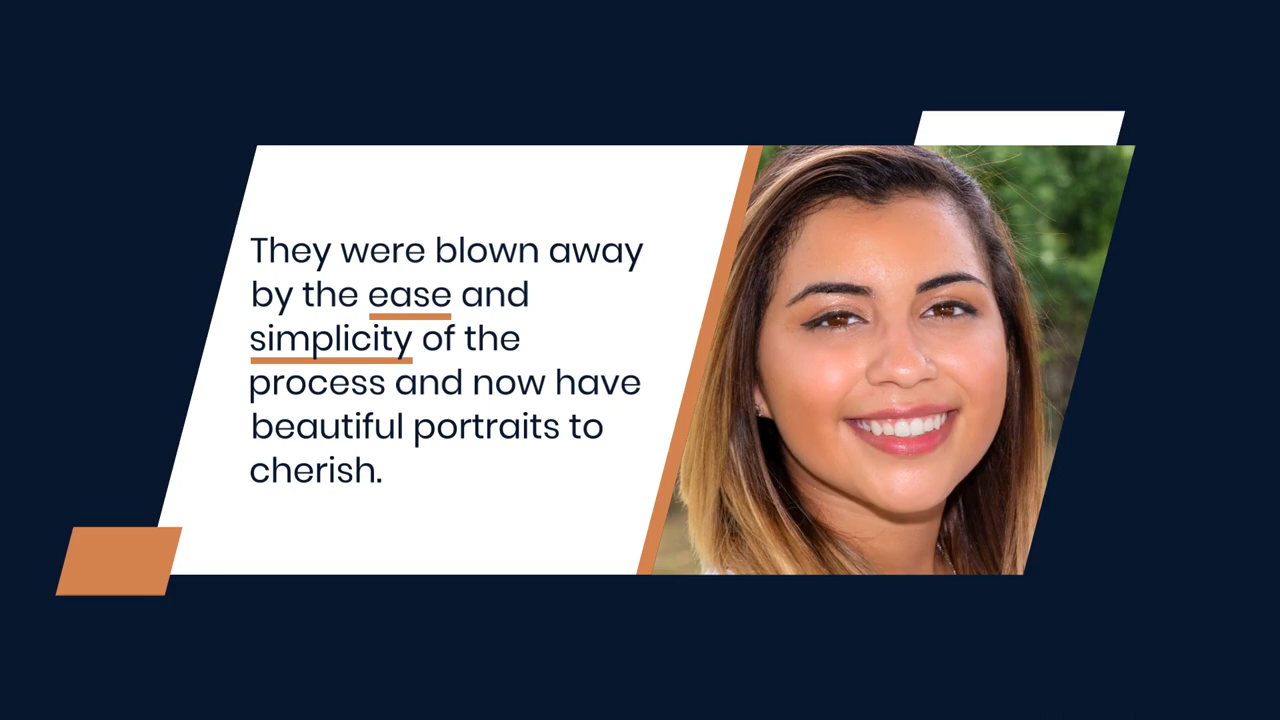 They were blown away
by the ease and
simplicity of the
process and now have
beautiful portraits to
cherish.